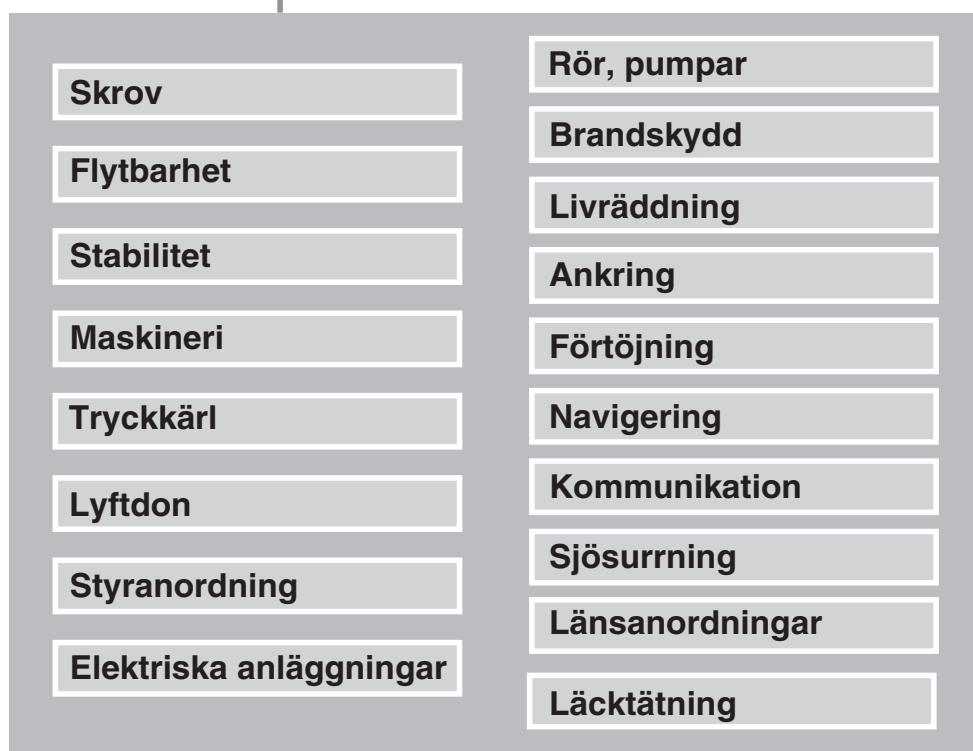 Skrov
Flytbarhet
Stabilitet
Maskineri
Tryckkärl
Lyftdon
Styranordning
Elektriska anläggningar
Rör, pumpar
Brandskydd
Livräddning
Ankring
Förtöjning
Navigering
Kommunikation
Sjösurrning
Länsanordningar
Läcktätning